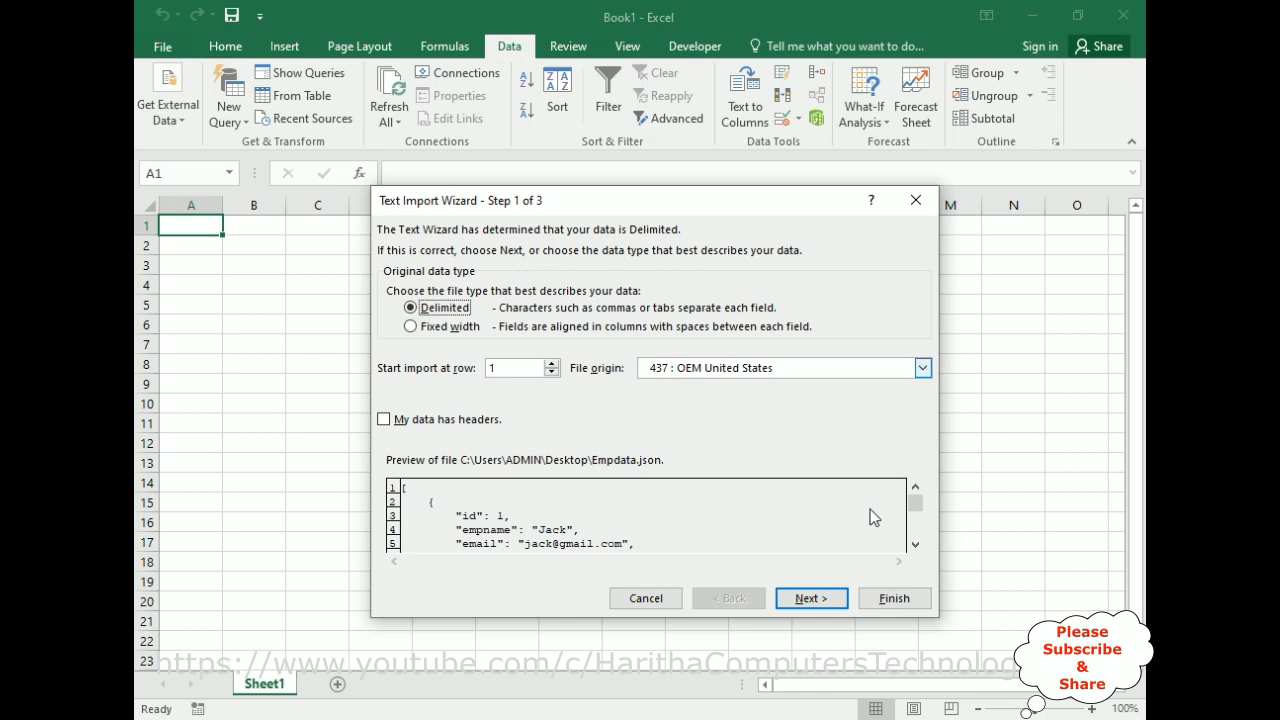 Book1 - Excel
File Home Insert Page Layout Formulas Data Review View Developer Tell me what you want to do... Sign in Share
Get External Data
New Query
Show Queries
From Table
Recent Sources
Get & Transform
Refresh All
Connections
Properties
Edit Links
Connections
Sort
Filter
Clear
Reapply
Advanced
Sort & Filter
Text to Columns
Data Tools
What-If Analysis
Forecast Sheet
Forecast
Group
Ungroup
Subtotal
Outline
A1 fx
A B C M N O
1
2
3
4
5
6
7
8
9
10
11
12
13
14
15
16
17
18
19
20
21
22
23
Text Import Wizard - Step 1 of 3 ?
The Text Wizard has determined that your data is Delimited.
If this is correct, choose Next, or choose the data type that best describes your data.
Original data type
Choose the file type that best describes your data:
Delimited - Characters such as commas or tabs separate each field.
Fixed width - Fields are aligned in columns with spaces between each field.
Start import at row: 1 File origin: 437 : OEM United States
My data has headers.
Preview of file C:\Users\ADMIN\Desktop\Empdata.json.
1 [
2 {
3 "id": 1,
4 "empname": "Jack",
5 "email": "jack@gmail.com",
Cancel < Back Next > Finish
https://www.youtube.com/c/HarithaComputersTechnolog
Please
Subscribe
&
Share
Sheet1
Ready 100%